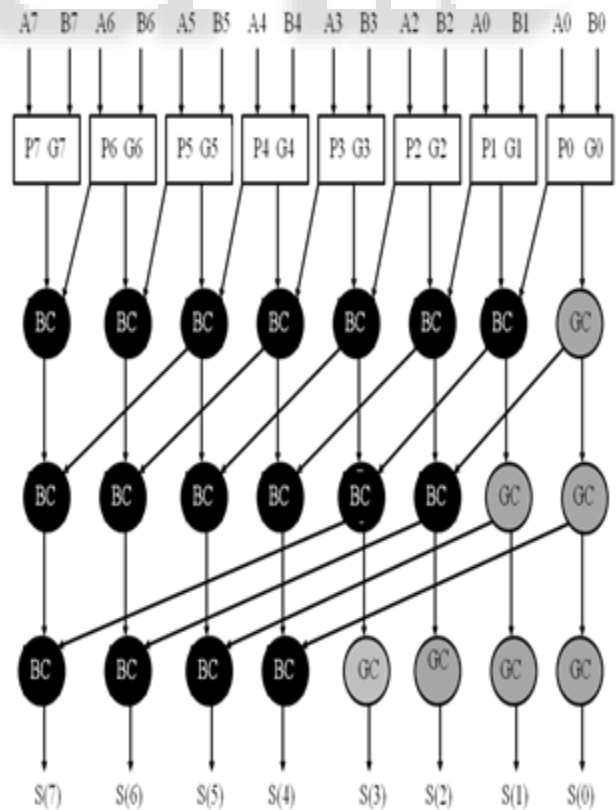 A7 B7 A6 B6 A5 B5 A4 B4 A3 B3 A2 B2 A0 B1 A0 B0
P7 G7 P6 G6 P5 G5 P4 G4 P3 G3 P2 G2 P1 G1 P0 G0
BC BC BC BC BC BC BC GC
BC BC BC BC BC BC GC GC
BC BC BC BC GC GC GC GC
S(7) S(6) S(5) S(4) S(3) S(2) S(1) S(0)